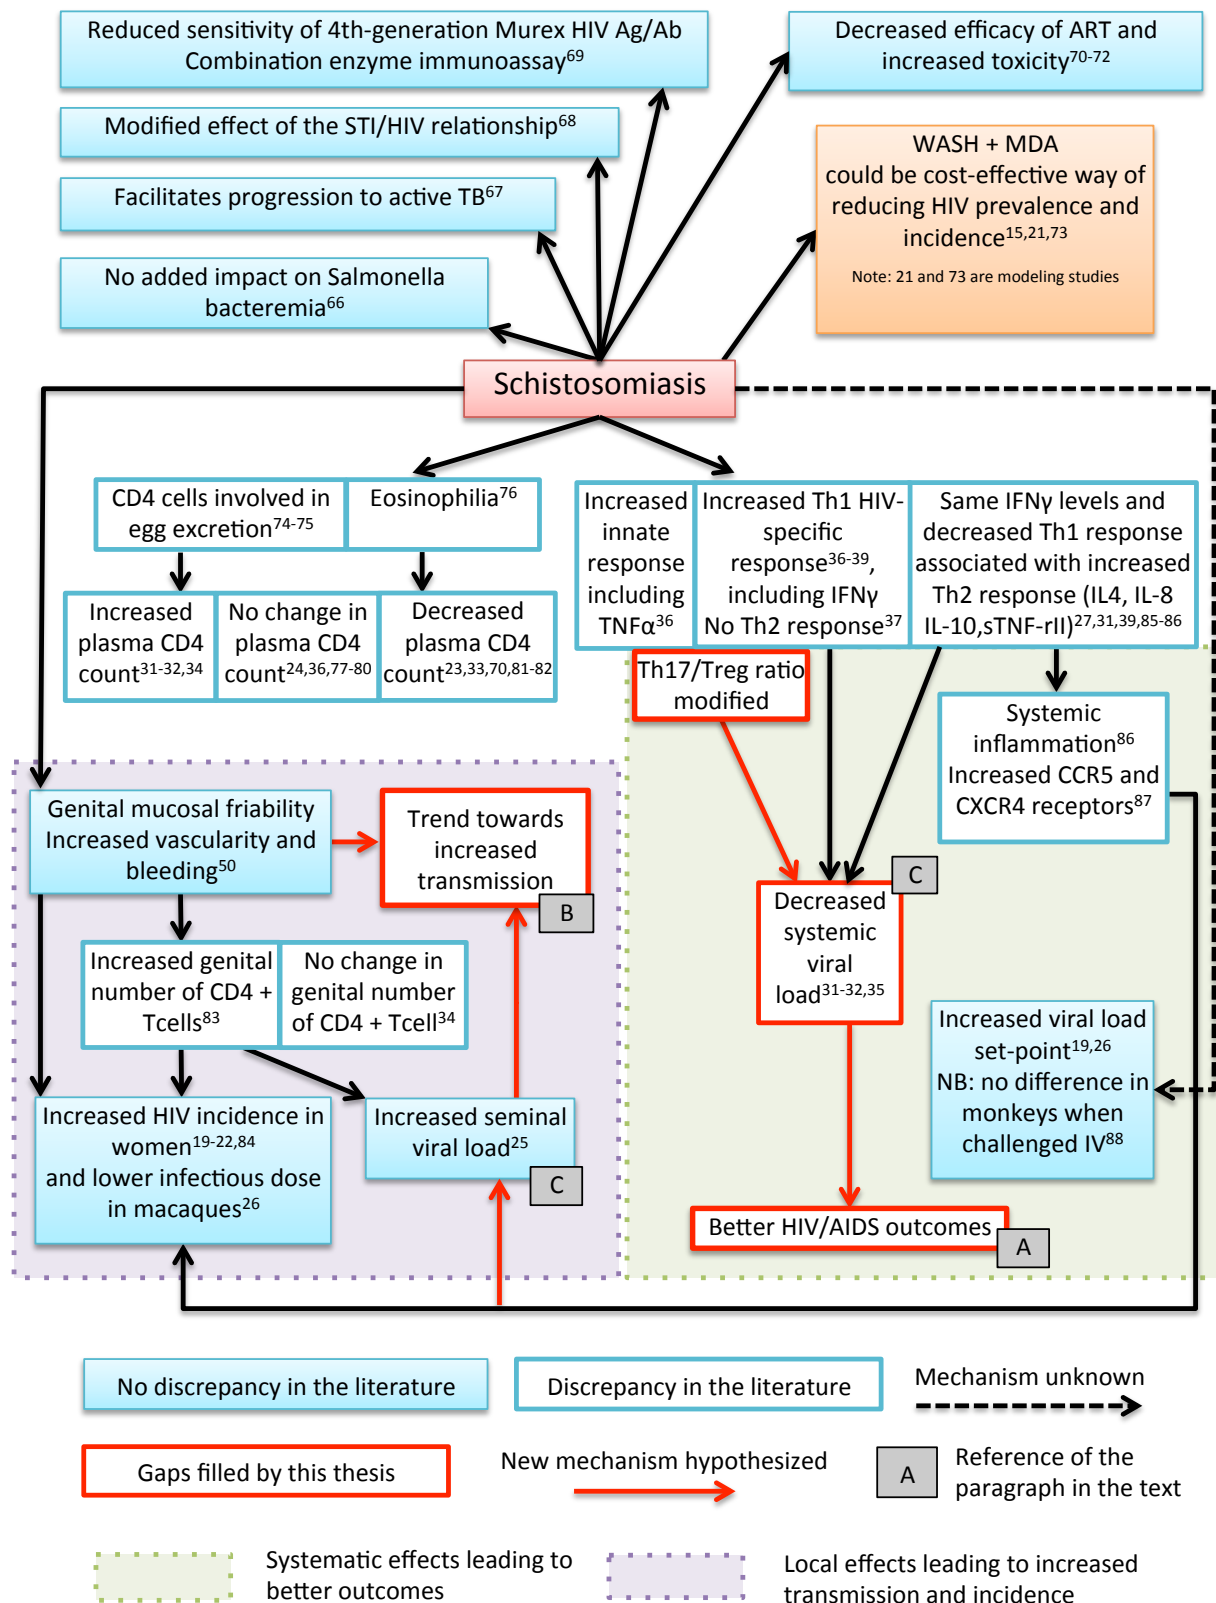 Reduced sensitivity of 4th-generation Murex HIV Ag/Ab
Combination enzyme immunoassay69
Decreased efficacy of ART and
increased toxicity70-72
Modified effect of the STI/HIV relationship68
Facilitates progression to active TB67
No added impact on Salmonella
bacteremia66
WASH + MDA
could be cost-effective way of
reducing HIV prevalence and
incidence15,21,73
Note: 21 and 73 are modeling studies
Schistosomiasis
CD4 cells involved in
egg excretion74-75
Eosinophilia76
Increased
plasma CD4
count31-32,34
No change in
plasma CD4
count24,36,77-80
Decreased
plasma CD4
count23,33,70,81-82
Increased
innate
response
including
TNFα36
Increased Th1 HIV-
specific
response36-39,
including IFNγ
No Th2 response37
Same IFNγ levels and
decreased Th1 response
associated with increased
Th2 response (IL4, IL-8
IL-10,sTNF-rII)27,31,39,85-86
Th17/Treg ratio
modified
Systemic
inflammation86
Increased CCR5 and
CXCR4 receptors87
Genital mucosal friability
Increased vascularity and
bleeding50
Trend towards
increased
transmission
B
Increased genital
number of CD4 +
Tcells83
No change in
genital number
of CD4 + Tcell34
Increased HIV incidence in
women19-22,84
and lower infectious dose
in macaques26
Increased seminal
viral load25
C
C
Decreased
systemic
viral
load31-32,35
Increased viral load
set-point19,26
NB: no difference in
monkeys when
challenged IV88
Better HIV/AIDS outcomes
A
No discrepancy in the literature
Discrepancy in the literature
Mechanism unknown
Gaps filled by this thesis
New mechanism hypothesized
A
Reference of the
paragraph in the text
Systematic effects leading to
better outcomes
Local effects leading to increased
transmission and incidence